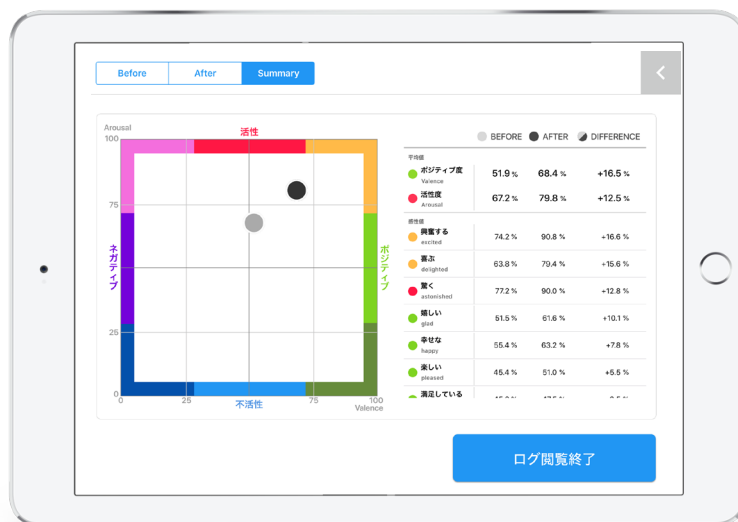 Before
After
Summary
Arousal
100
活性
75
ネガティブ
ポジティブ
25
0
0
25
不活性
75
100
Valence
BEFORE AFTER DIFFERENCE
平均値
ポジティブ度 51.9 % 68.4 % +16.5 %
Valence
活性度 67.2 % 79.8 % +12.5 %
Arousal
感性値
興奮する 74.2 % 90.8 % +16.6 %
excited
喜ぶ 63.8 % 79.4 % +15.6 %
delighted
驚く 77.2 % 90.0 % +12.8 %
astonished
嬉しい 51.5 % 61.6 % +10.1 %
glad
幸せな 55.4 % 63.2 % +7.8 %
happy
楽しい 45.4 % 51.0 % +5.5 %
pleased
満足している
ログ閲覧終了